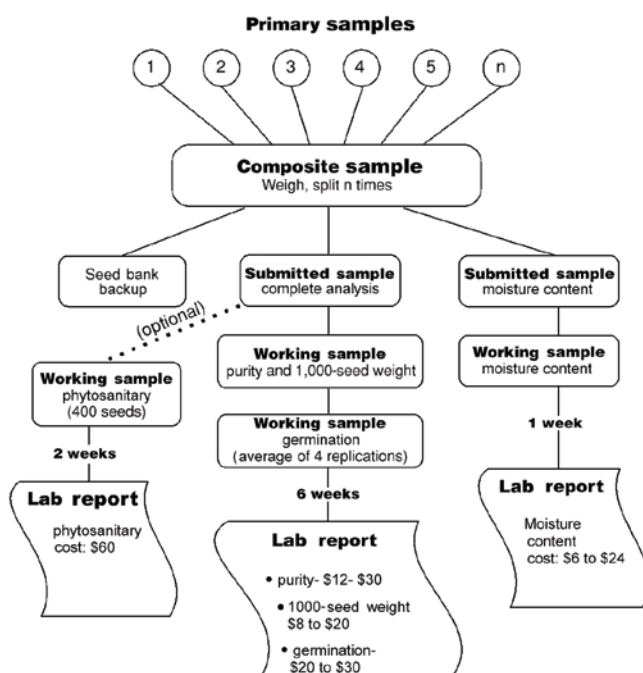 Primary samples
1
2
3
4
5
n
Composite sample
Weigh, split n times
Seed bank
backup
Submitted sample
complete analysis
Submitted sample
moisture content
(optional)
Working sample
phytosanitary
(400 seeds)
Working sample
purity and 1,000-seed weight
Working sample
moisture content
Working sample
germination
(average of 4 replications)
2 weeks
6 weeks
1 week
Lab report
phytosanitary
cost: $60
Lab report
• purity- $12- $30
• 1000-seed weight
$8 to $20
• germination-
$20 to $30
Lab report
Moisture
content
cost: $6 to $24